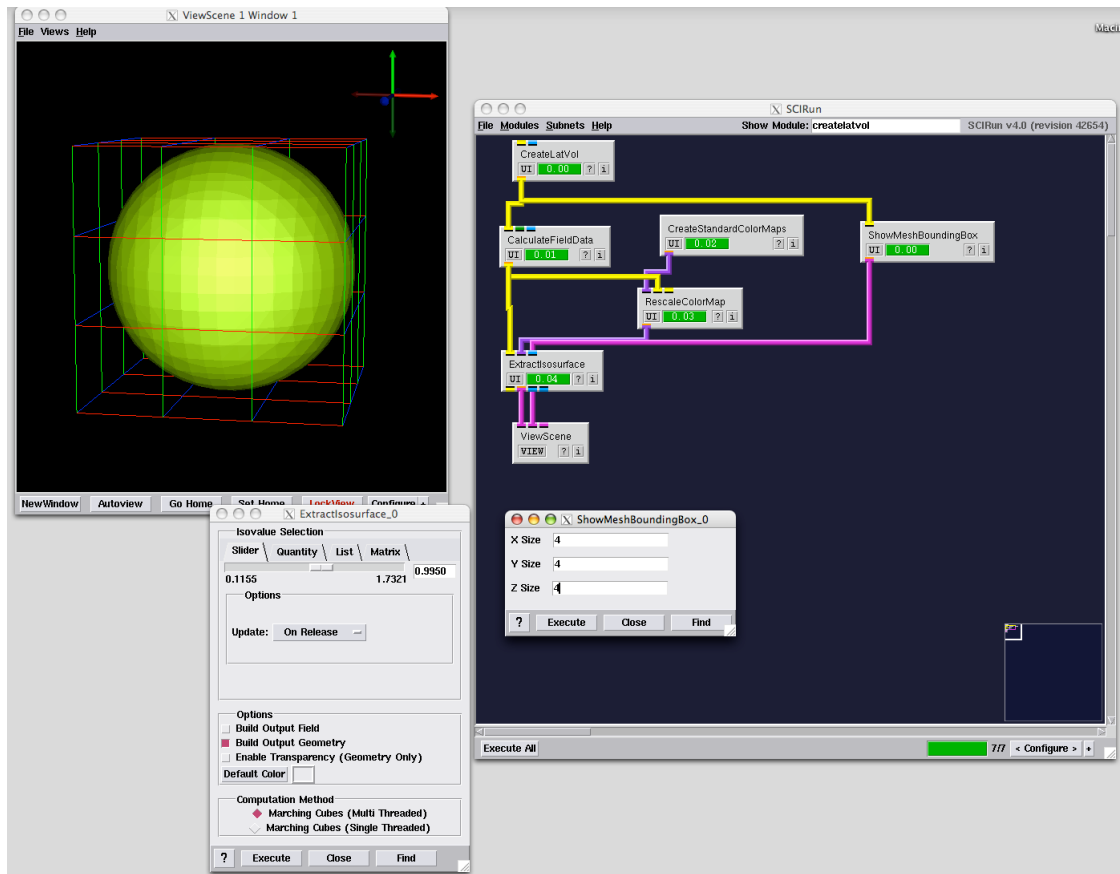 ViewScene 1 Window 1
File Views Help
NewWindow Autoview Go Home Set Home LockView Configure +
SCIRun
File Modules Subnets Help Show Module: createlatvol SCIRun v4.0 (revision 42654)
CreateLatVol
UI 0.00 ? i
CalculateFieldData
UI 0.01 ? i
CreateStandardColorMaps
UI 0.02 ? i
ShowMeshBoundingBox
UI 0.00 ? i
RescaleColorMap
UI 0.03 ? i
ExtractIsosurface
UI 0.04 ? i
ViewScene
VIEW ? i
ShowMeshBoundingBox_0
X Size 4
Y Size 4
Z Size 4
? Execute Close Find
Execute All 7/7 < Configure > +
ExtractIsosurface_0
Isovalue Selection
Slider Quantity List Matrix
0.1155 1.7321 0.9950
Options
Update: On Release
Options
Build Output Field
Build Output Geometry
Enable Transparency (Geometry Only)
Default Color
Computation Method
Marching Cubes (Multi Threaded)
Marching Cubes (Single Threaded)
? Execute Close Find